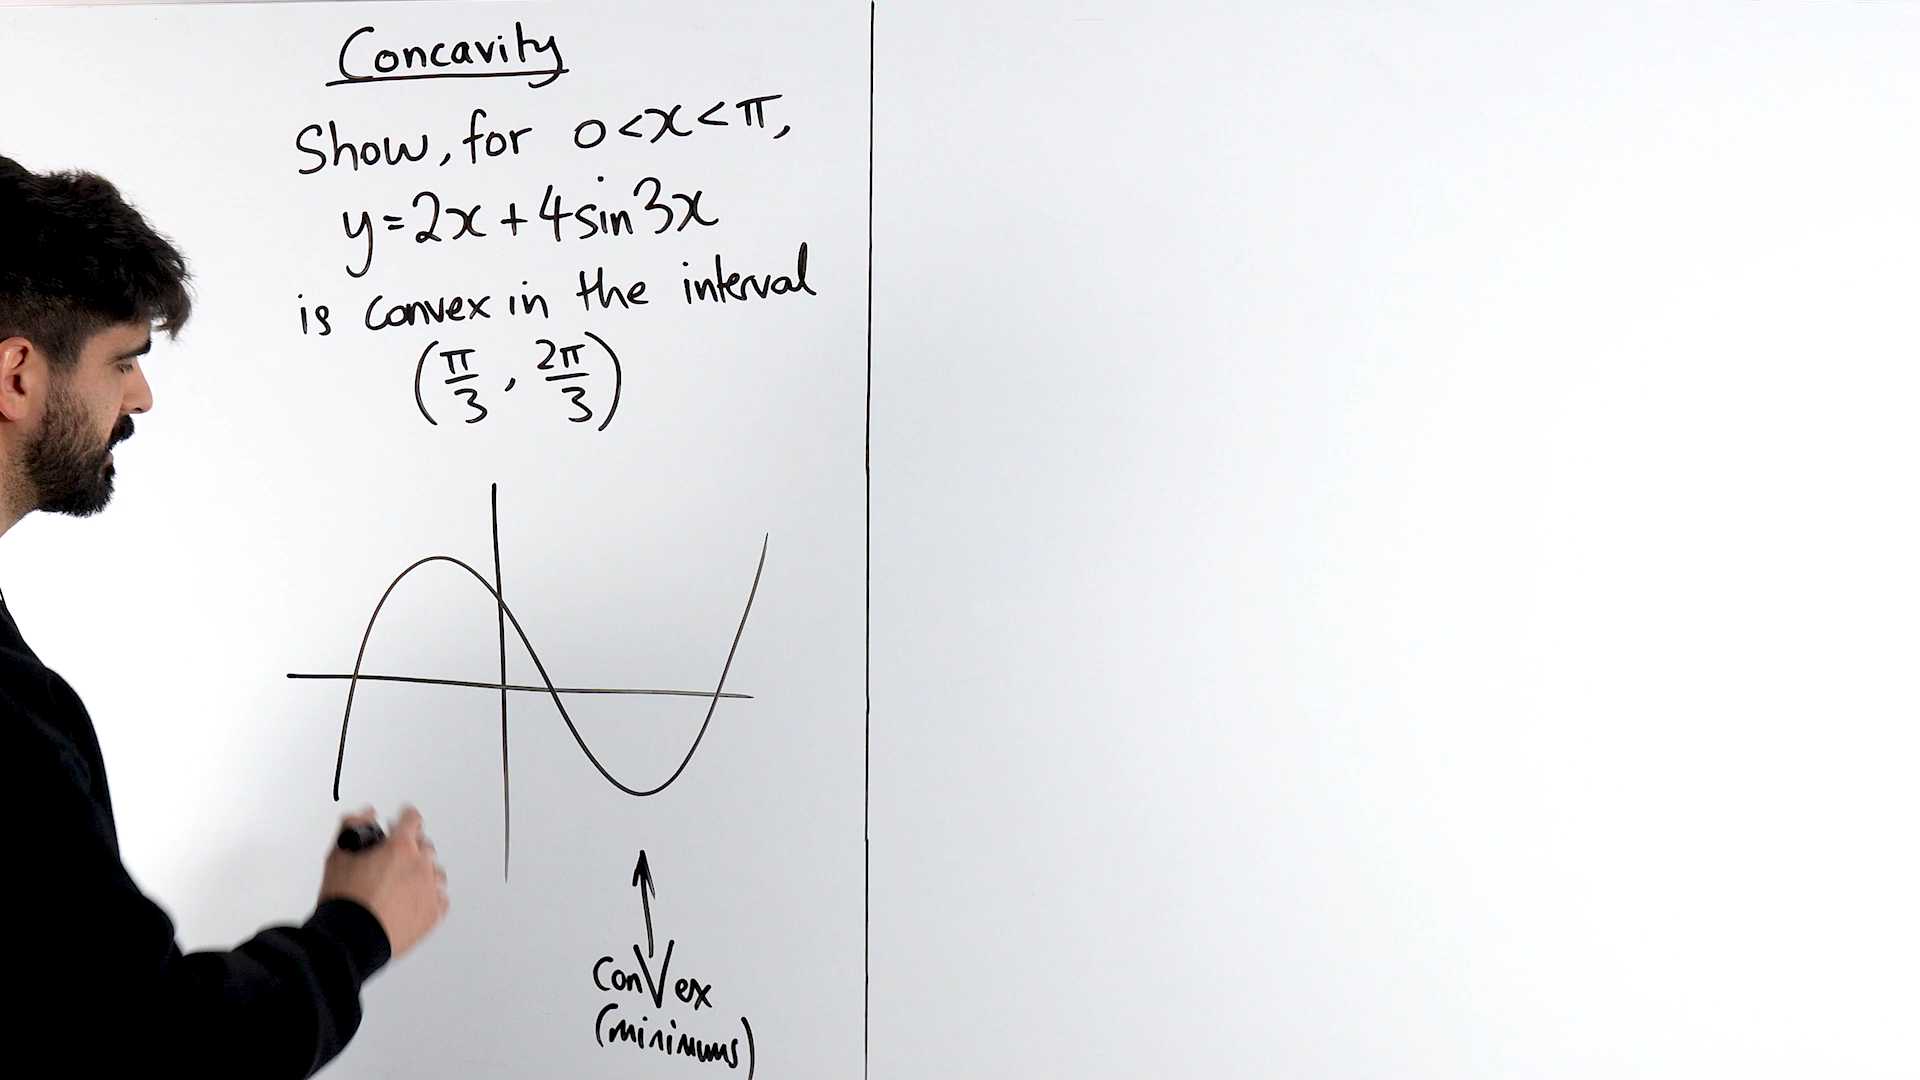 Concavity
Show, for 0<x<π,
y=2x+4sin3x
is convex in the interval
(π/3, 2π/3)
conVex
(minimums)